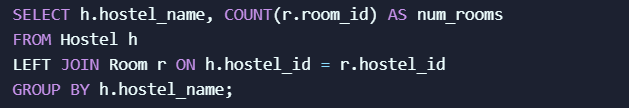 SELECT h.hostel_name, COUNT(r.room_id) AS num_rooms
FROM Hostel h
LEFT JOIN Room r ON h.hostel_id = r.hostel_id
GROUP BY h.hostel_name;